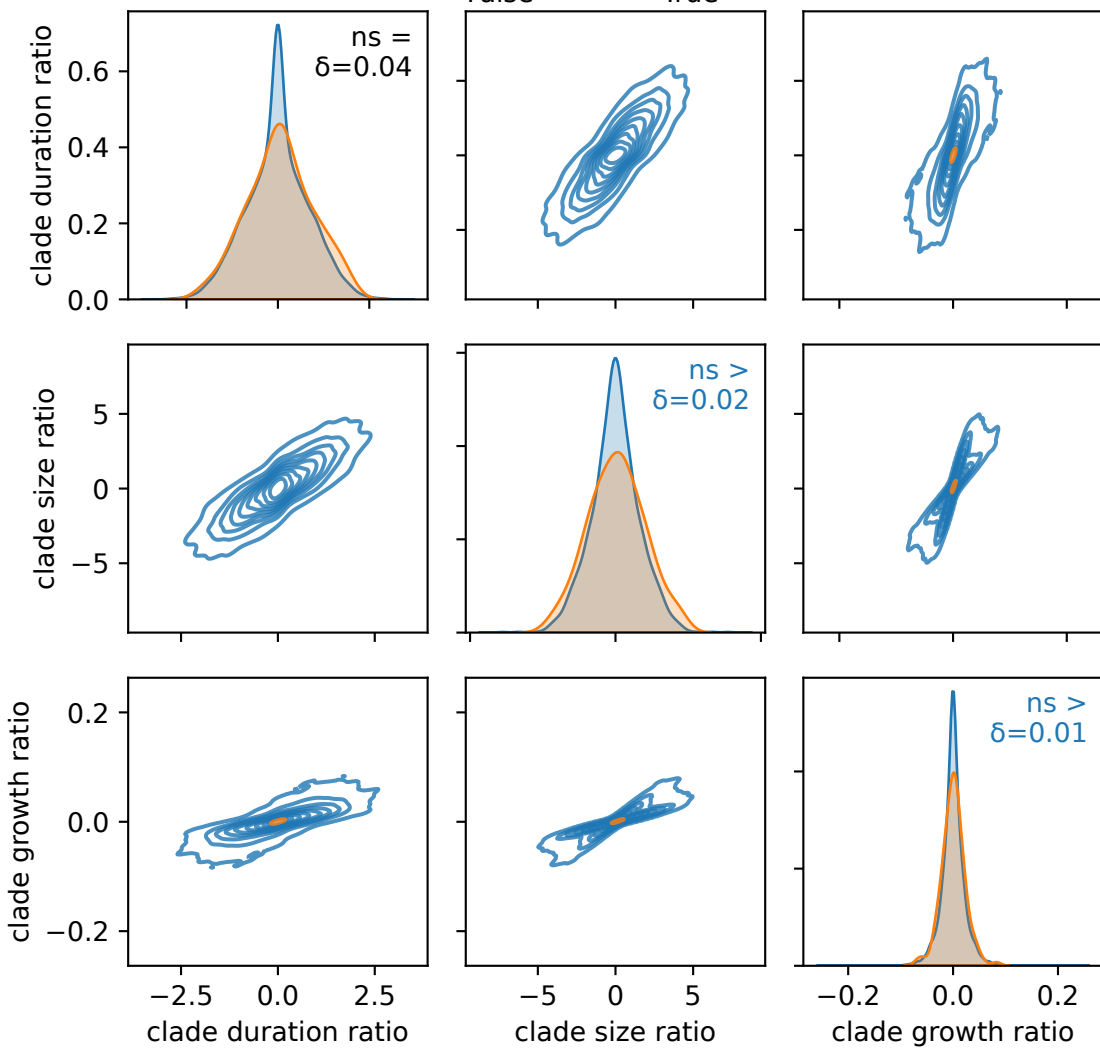 clade duration ratio
0.6
0.4
0.2
0.0
ns =
δ=0.04
clade size ratio
5
0
−5
ns >
δ=0.02
clade growth ratio
0.2
0.0
−0.2
ns >
δ=0.01
−2.5 0.0 2.5
−5 0 5
−0.2 0.0 0.2
clade duration ratio
clade size ratio
clade growth ratio